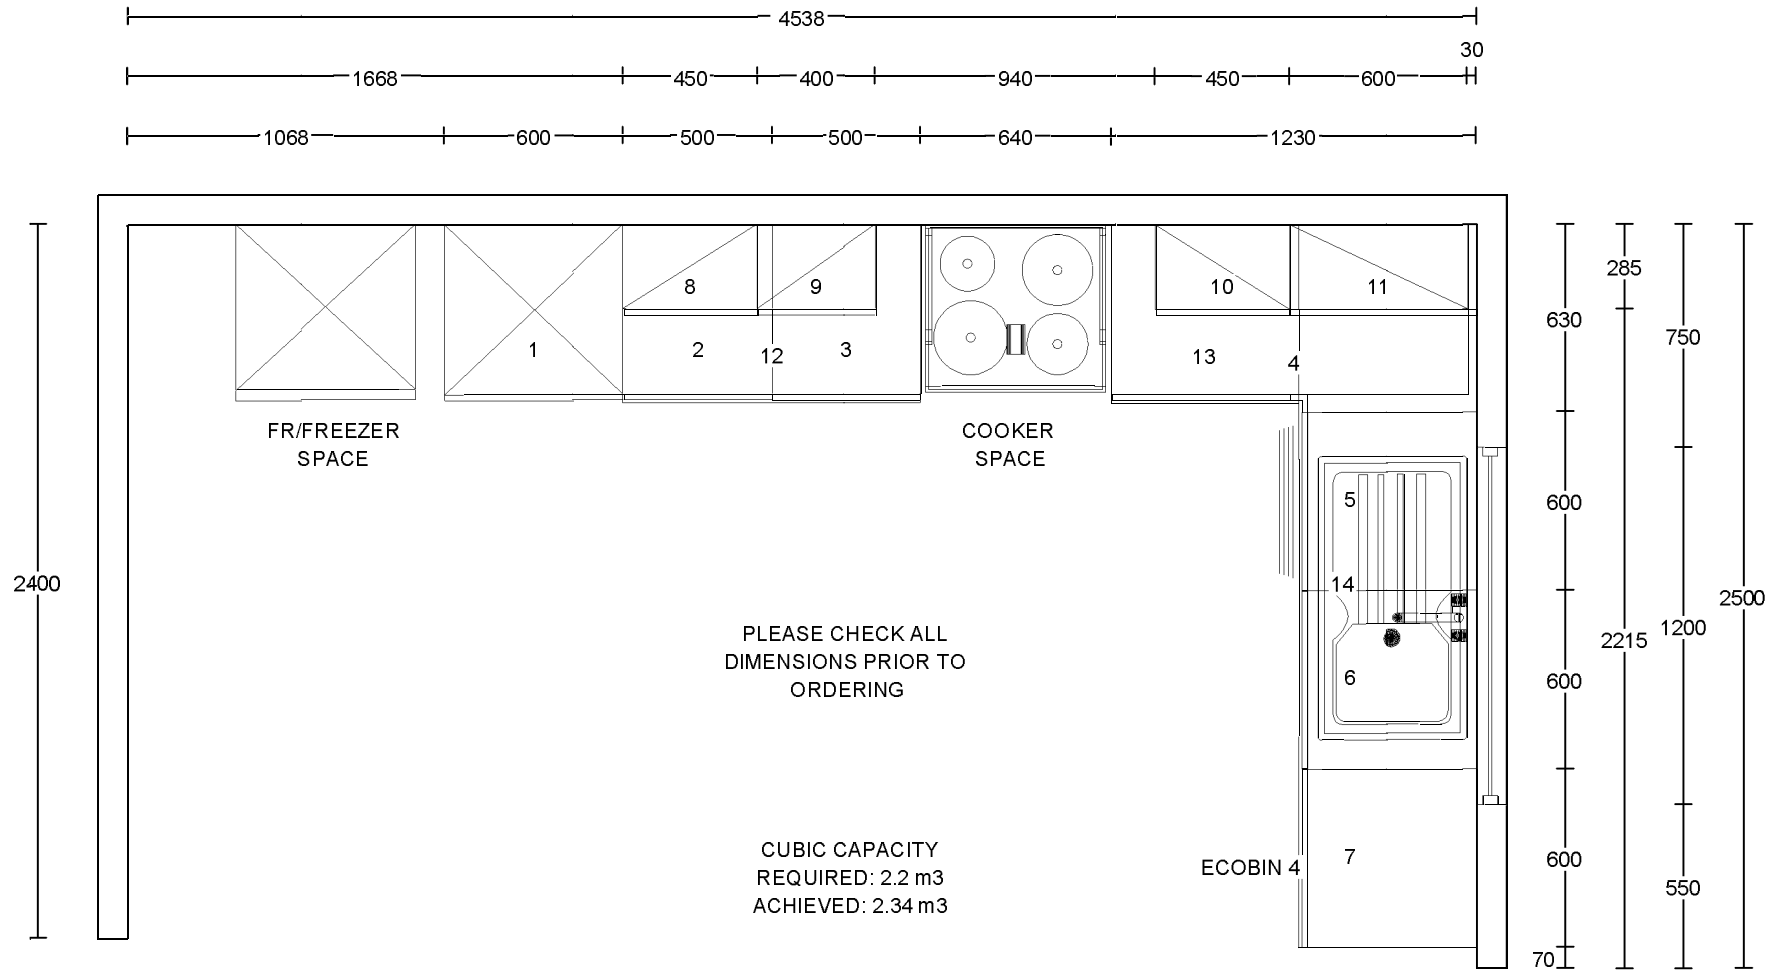 4538
30
1668 450 400 940 450 600
1068 600 500 500 640 1230
285
630
750
8 9 10 11
1 2 12 3 13 4
FR/FREEZER
SPACE
COOKER
SPACE
5
600
2400
14
2500
1200
2215
PLEASE CHECK ALL
DIMENSIONS PRIOR TO
ORDERING
6
600
CUBIC CAPACITY
REQUIRED: 2.2 m3
ACHIEVED: 2.34 m3
ECOBIN 4
7
600
550
70